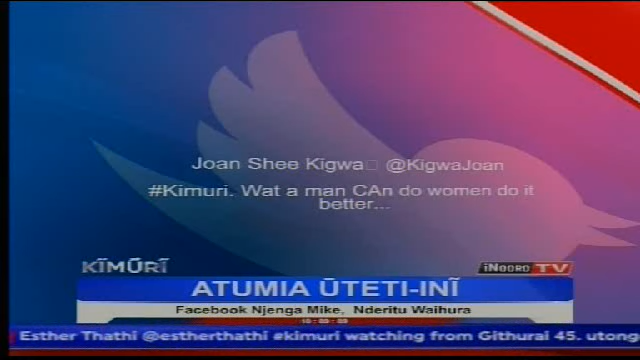 Joan Shee Kĩgwa @KigwaJoan
#Kimuri. Wat a man CAn do women do it
better...
KĨMŨRĨ
iNOORO TV
ATUMIA ŨTETI-INĨ
Facebook Njenga Mike, Nderitu Waihura
Esther Thathi @estherthathi #kimuri watching from Githurai 45. utong